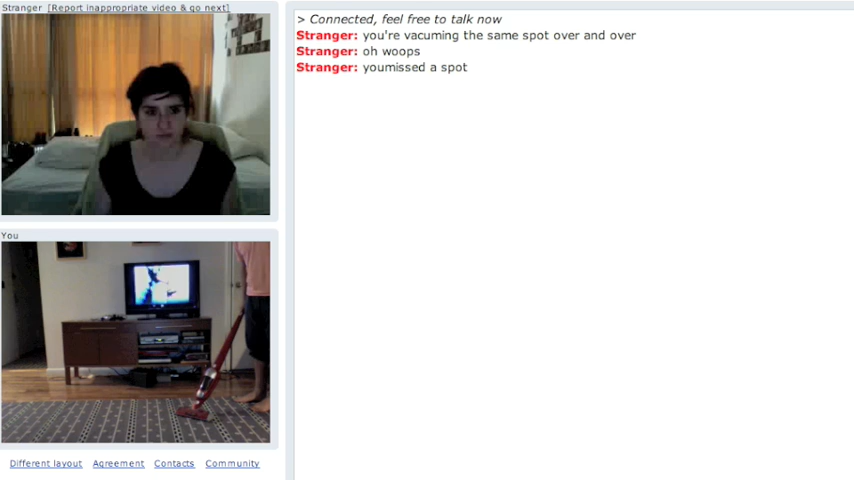 Stranger [Report inappropriate video & go next]
> Connected, feel free to talk now
Stranger: you're vacuming the same spot over and over
Stranger: oh woops
Stranger: youmissed a spot
You
Different layout Agreement Contacts Community